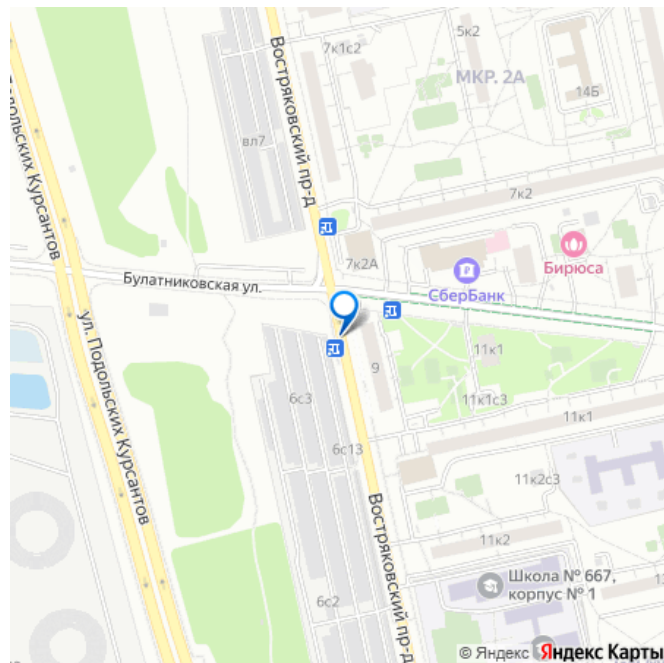 5к2
7к1с2
МКР. 2А
14Б
Востряковский пр-д
вл7
Подольских Курсантов
7к2
7к2А
Бирюса
Булатниковская ул.
СберБанк
ул. Подольских Курсантов
11к1
9
6с3
11к1с3
11к1
6с13
11к2с3
Востряковский пр-д
11к2
Школа № 667,
корпус № 1
6с2
© Яндекс Яндекс Карты